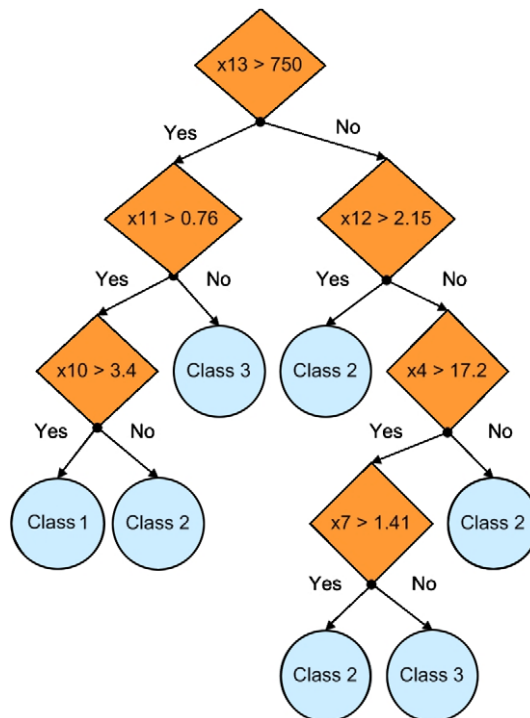 x13 > 750
Yes
No
x11 > 0.76
x12 > 2.15
Yes
No
Yes
No
x10 > 3.4
Class 3
Class 2
x4 > 17.2
Yes
No
Yes
No
Class 1
Class 2
x7 > 1.41
Class 2
Yes
No
Class 2
Class 3